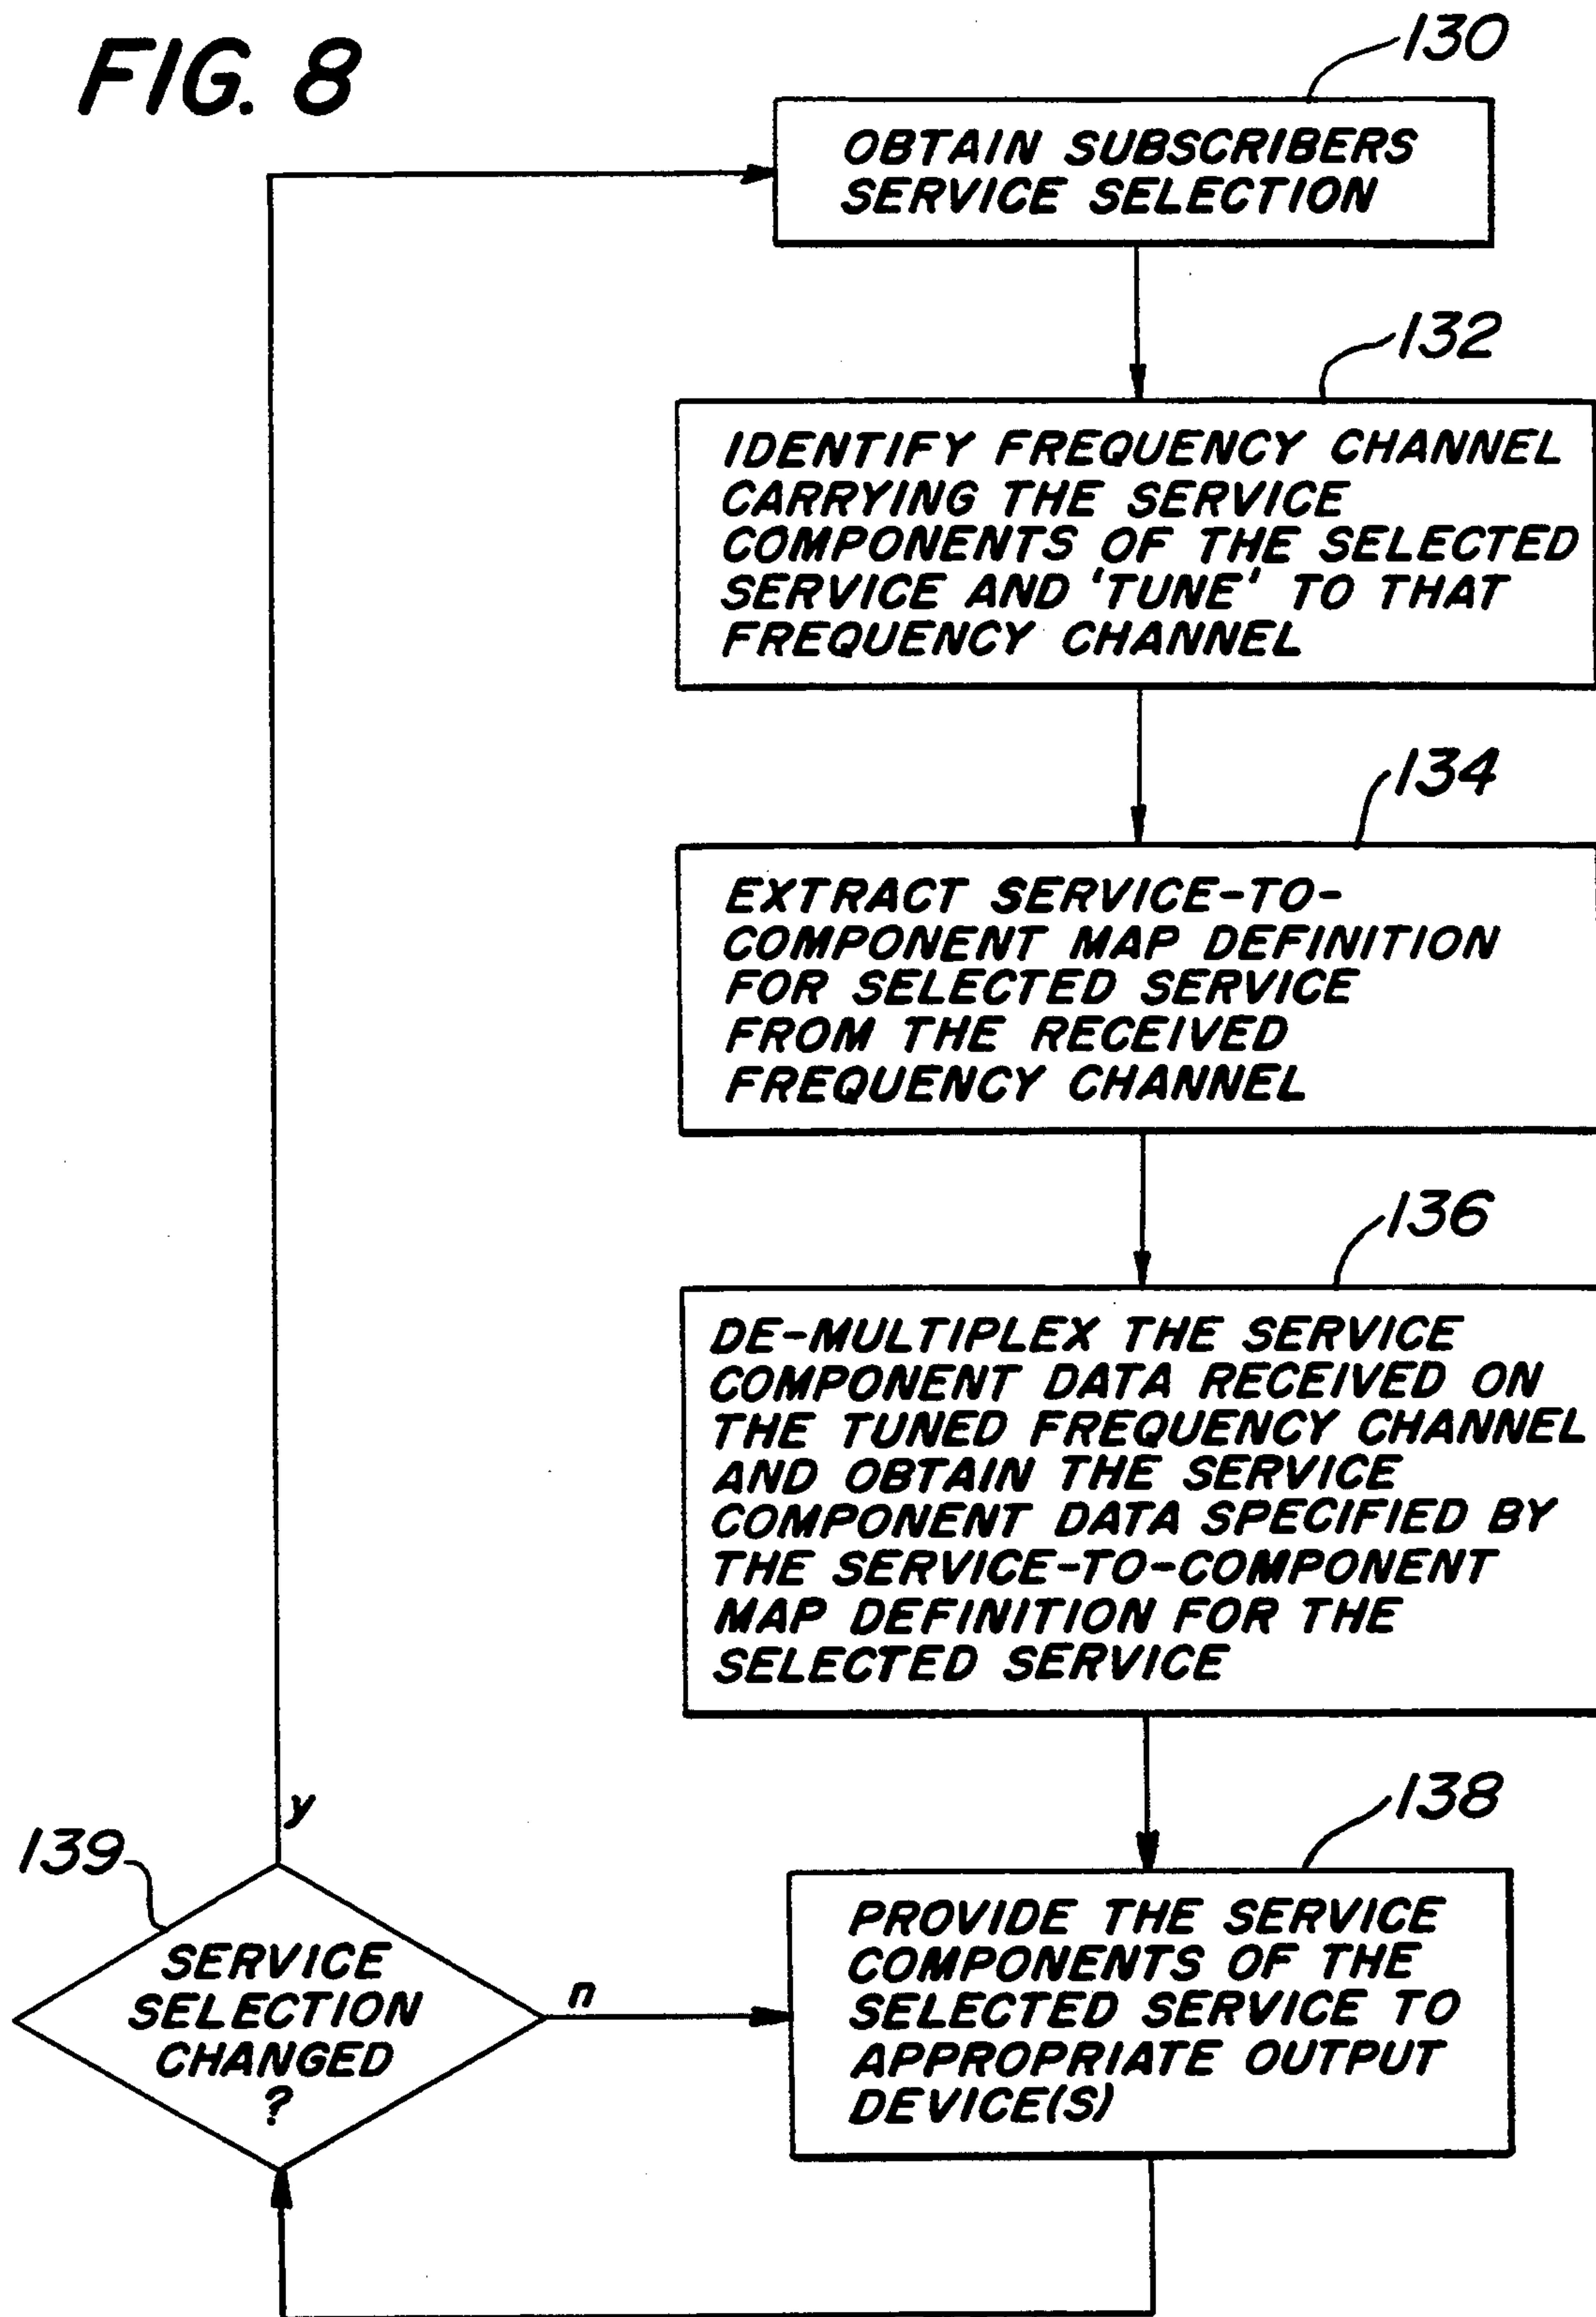 FIG. 8
130
OBTAIN SUBSCRIBERS
SERVICE SELECTION
132
IDENTIFY FREQUENCY CHANNEL
CARRYING THE SERVICE
COMPONENTS OF THE SELECTED
SERVICE AND 'TUNE' TO THAT
FREQUENCY CHANNEL
134
EXTRACT SERVICE-TO-
COMPONENT MAP DEFINITION
FOR SELECTED SERVICE
FROM THE RECEIVED
FREQUENCY CHANNEL
136
DE-MULTIPLEX THE SERVICE
COMPONENT DATA RECEIVED ON
THE TUNED FREQUENCY CHANNEL
AND OBTAIN THE SERVICE
COMPONENT DATA SPECIFIED BY
THE SERVICE-TO-COMPONENT
MAP DEFINITION FOR THE
SELECTED SERVICE
138
PROVIDE THE SERVICE
COMPONENTS OF THE
SELECTED SERVICE TO
APPROPRIATE OUTPUT
DEVICE(S)
139
y
SERVICE
SELECTION
CHANGED
?
n